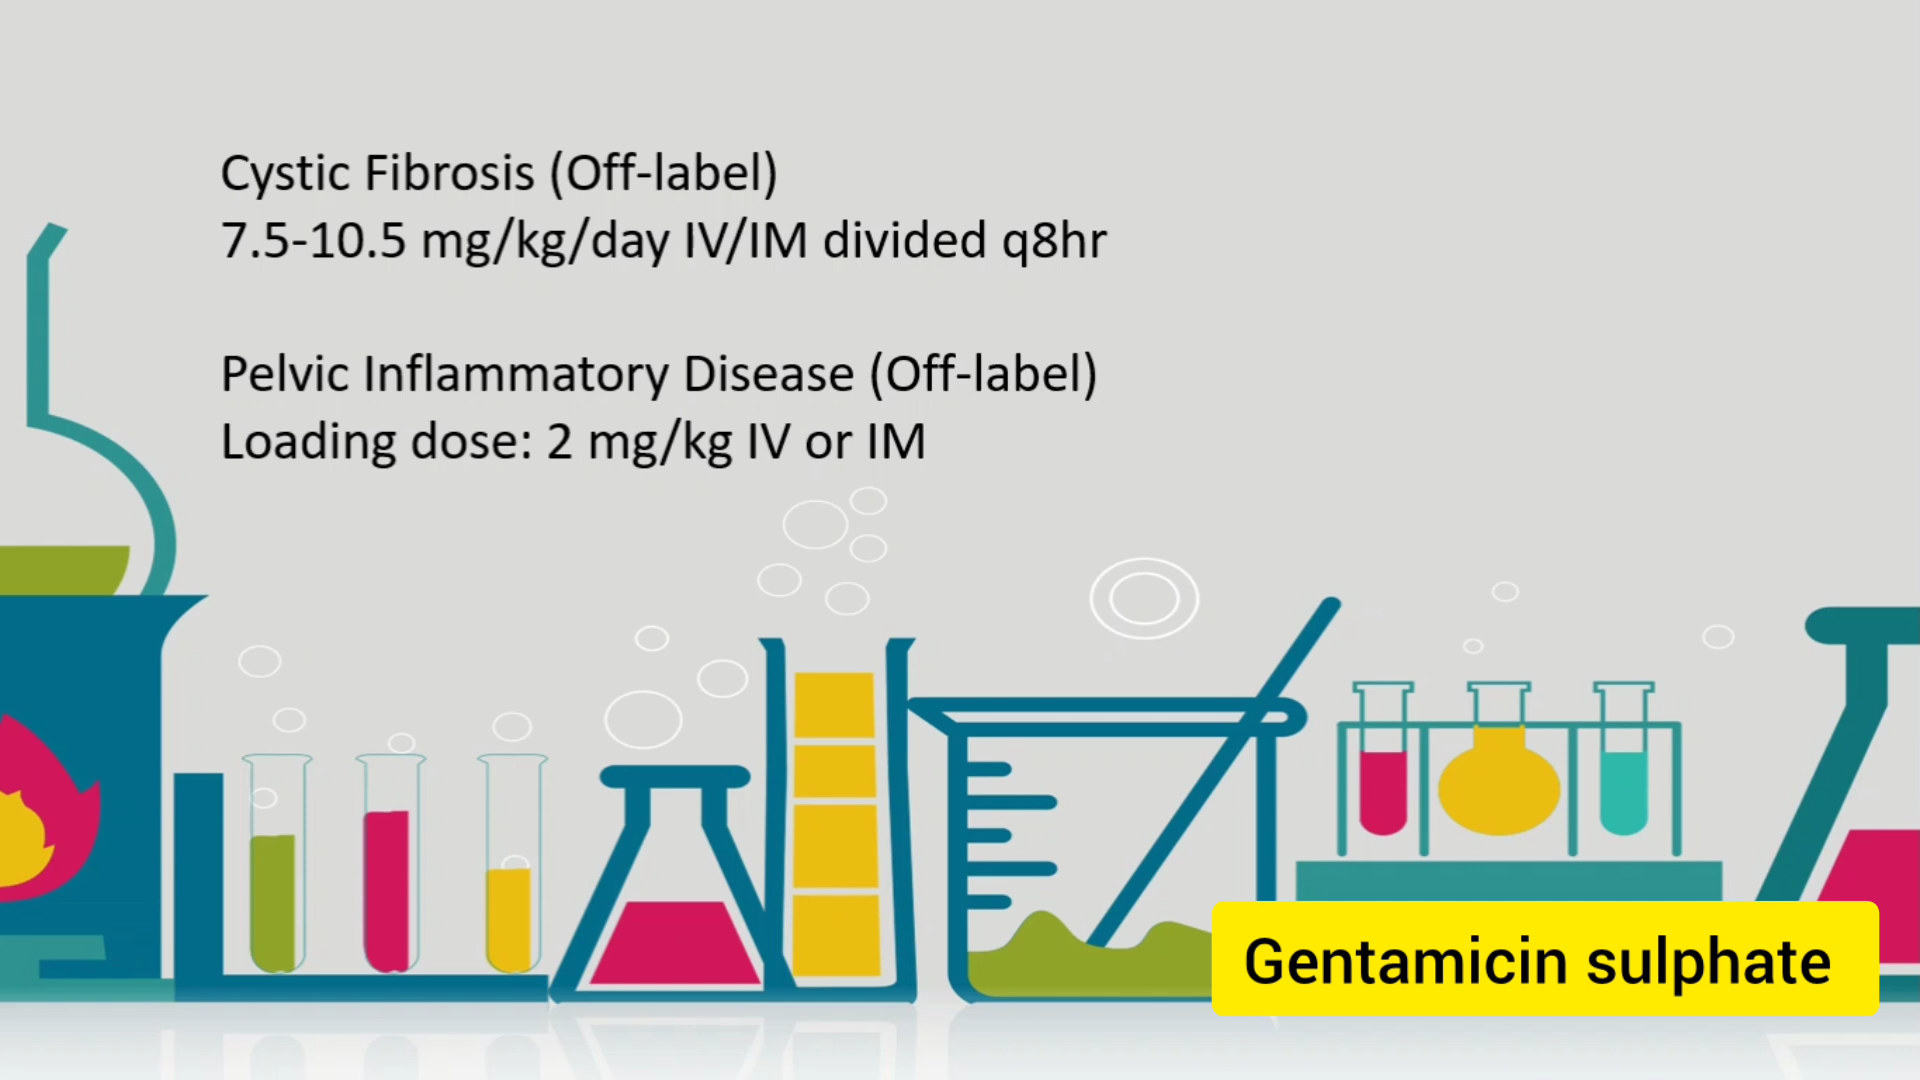 Cystic Fibrosis (Off-label)
7.5-10.5 mg/kg/day IV/IM divided q8hr
Pelvic Inflammatory Disease (Off-label)
Loading dose: 2 mg/kg IV or IM
Gentamicin sulphate